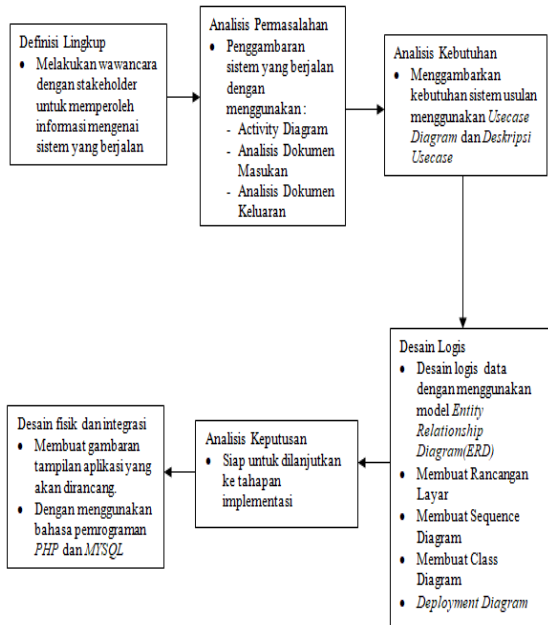 Definisi Lingkup
• Melakukan wawancara
dengan stakeholder
untuk memperoleh
informasi mengenai
sistem yang berjalan
Analisis Permasalahan
• Penggambaran
sistem yang berjalan
dengan
menggunakan :
- Activity Diagram
- Analisis Dokumen
Masukan
- Analisis Dokumen
Keluaran
Analisis Kebutuhan
• Menggambarkan
kebutuhan sistem usulan
menggunakan Usecase
Diagram dan Deskripsi
Usecase
Desain Logis
• Desain logis data
dengan menggunakan
model Entity
Relationship
Diagram(ERD)
• Membuat Rancangan
Layar
• Membuat Sequence
Diagram
• Membuat Class
Diagram
• Deployment Diagram
Analisis Keputusan
• Siap untuk dilanjutkan
ke tahapan
implementasi
Desain fisik dan integrasi
• Membuat gambaran
tampilan aplikasi yang
akan dirancang.
• Dengan menggunakan
bahasa pemrograman
PHP dan MYSQL